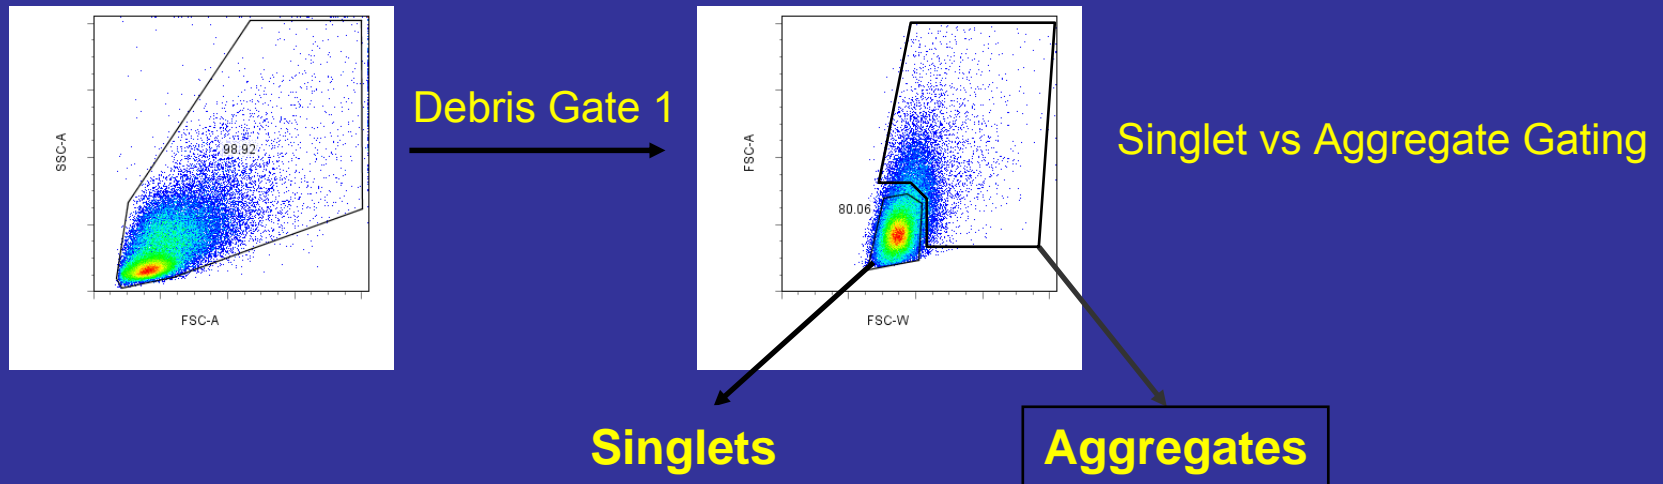 SSC-A
98.92
FSC-A
Debris Gate 1
FSC-A
80.06
FSC-W
Singlet vs Aggregate Gating
Singlets
Aggregates